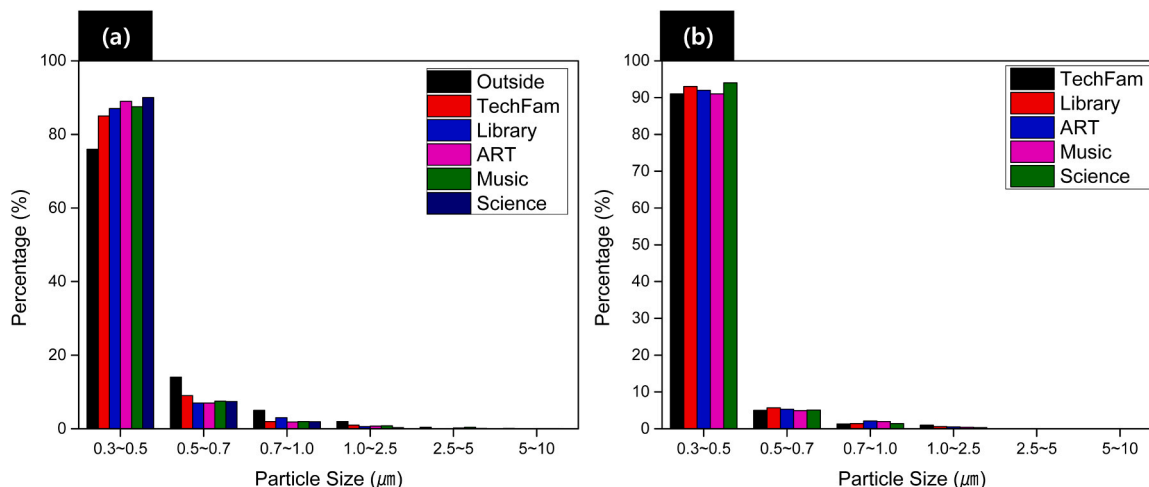 (a)
100
80
60
40
20
0
Percentage (%)
Outside
TechFam
Library
ART
Music
Science
0.3~0.5 0.5~0.7 0.7~1.0 1.0~2.5 2.5~5 5~10
Particle Size (㎛)
(b)
100
90
80
70
60
50
40
30
20
10
0
Percentage (%)
TechFam
Library
ART
Music
Science
0.3~0.5 0.5~0.7 0.7~1.0 1.0~2.5 2.5~5 5~10
Particle Size (㎛)